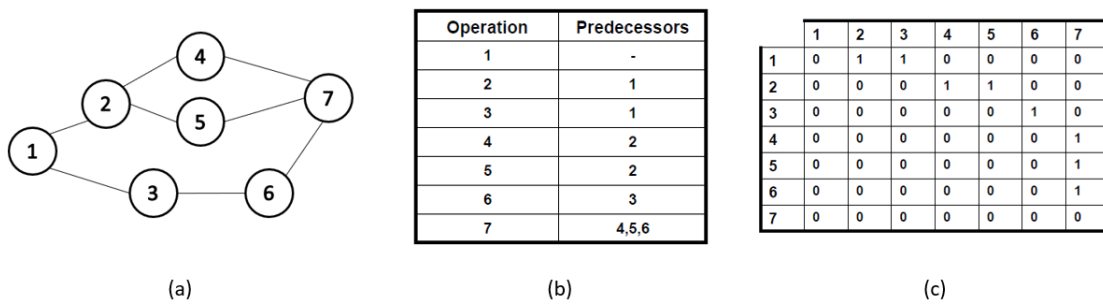 4
2
7
5
1
3
6
Operation Predecessors
1 -
2 1
3 1
4 2
5 2
6 3
7 4,5,6
1 2 3 4 5 6 7
1 0 1 1 0 0 0 0
2 0 0 0 1 1 0 0
3 0 0 0 0 0 1 0
4 0 0 0 0 0 0 1
5 0 0 0 0 0 0 1
6 0 0 0 0 0 0 1
7 0 0 0 0 0 0 0
(a) (b) (c)